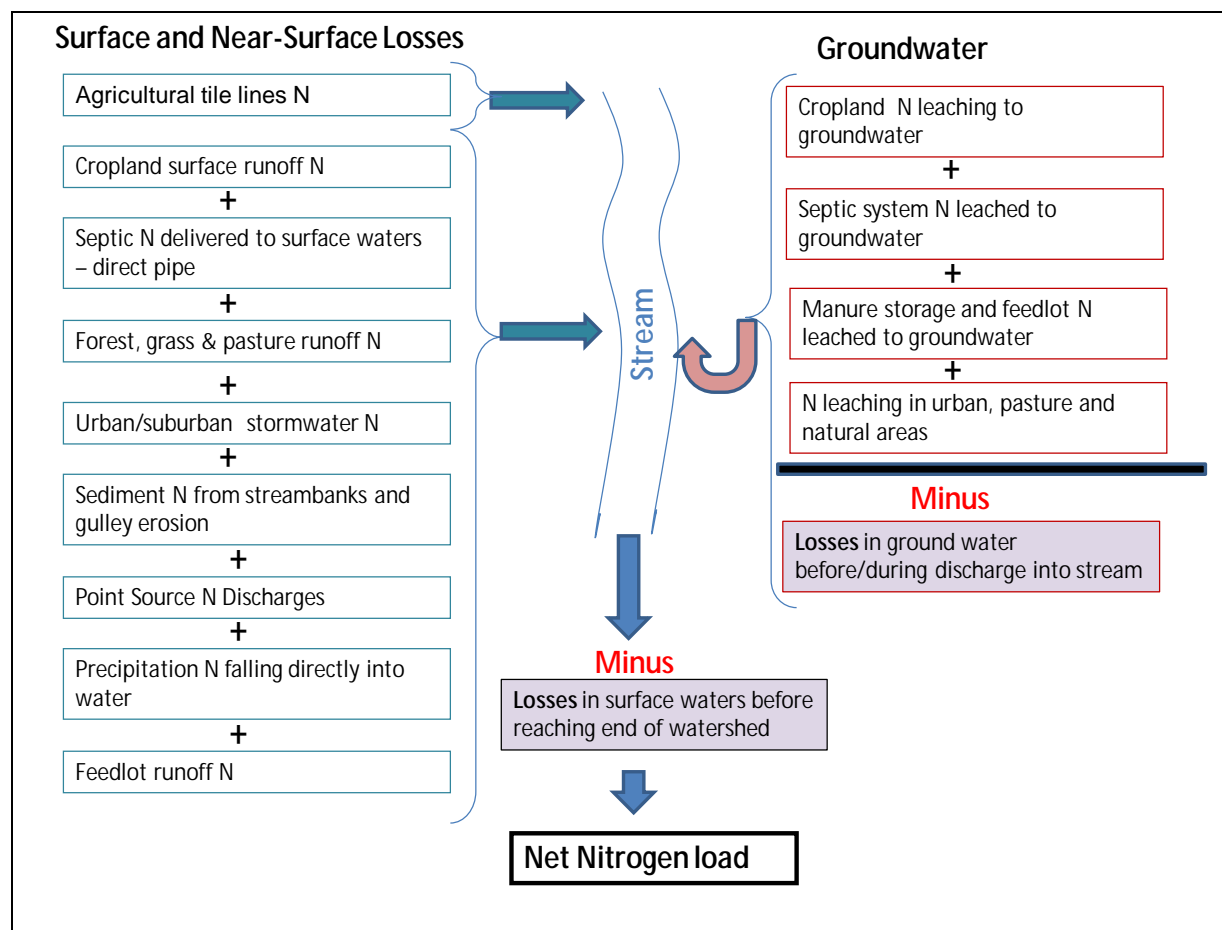 Surface and Near-Surface Losses
Agricultural tile lines N
Cropland surface runoff N
+
Septic N delivered to surface waters
– direct pipe
+
Forest, grass & pasture runoff N
+
Urban/suburban stormwater N
+
Sediment N from streambanks and
gulley erosion
+
Point Source N Discharges
+
Precipitation N falling directly into
water
+
Feedlot runoff N
Stream
Groundwater
Cropland N leaching to
groundwater
+
Septic system N leached to
groundwater
+
Manure storage and feedlot N
leached to groundwater
+
N leaching in urban, pasture and
natural areas
Minus
Losses in ground water
before/during discharge into stream
Minus
Losses in surface waters before
reaching end of watershed
Net Nitrogen load